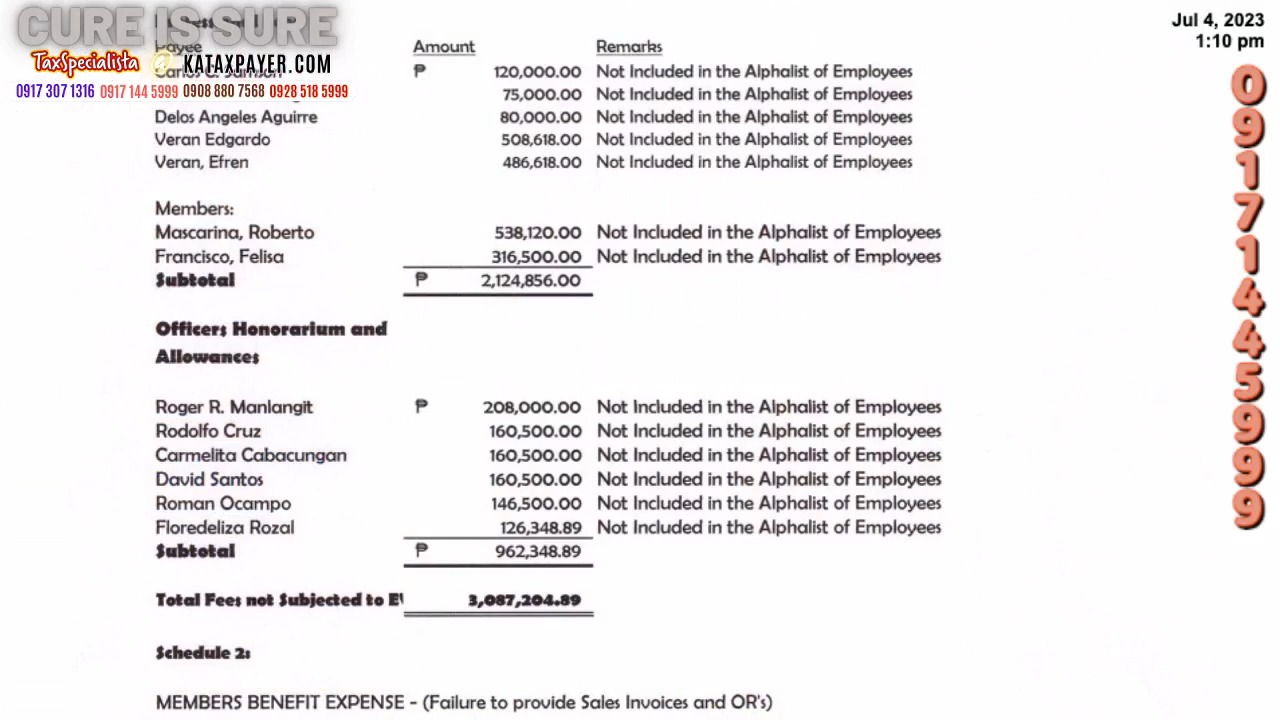 CURE IS SURE
TaxSpecialista @ KATAXPAYER.COM
0917 307 1316 0917 144 5999 0908 880 7568 0928 518 5999
Jul 4, 2023
1:10 pm
09171445999
Payee Amount Remarks
Carlos C. ₱ 120,000.00 Not Included in the Alphalist of Employees
75,000.00 Not Included in the Alphalist of Employees
Delos Angeles Aguirre 80,000.00 Not Included in the Alphalist of Employees
Veran Edgardo 508,618.00 Not Included in the Alphalist of Employees
Veran, Efren 486,618.00 Not Included in the Alphalist of Employees
Members:
Mascarina, Roberto 538,120.00 Not Included in the Alphalist of Employees
Francisco, Felisa 316,500.00 Not Included in the Alphalist of Employees
Subtotal ₱ 2,124,856.00
Officers Honorarium and
Allowances
Roger R. Manlangit ₱ 208,000.00 Not Included in the Alphalist of Employees
Rodolfo Cruz 160,500.00 Not Included in the Alphalist of Employees
Carmelita Cabacungan 160,500.00 Not Included in the Alphalist of Employees
David Santos 160,500.00 Not Included in the Alphalist of Employees
Roman Ocampo 146,500.00 Not Included in the Alphalist of Employees
Floredeliza Rozal 126,348.89 Not Included in the Alphalist of Employees
Subtotal ₱ 962,348.89
Total Fees not Subjected to 3,087,204.89
Schedule 2:
MEMBERS BENEFIT EXPENSE - (Failure to provide Sales Invoices and OR's)